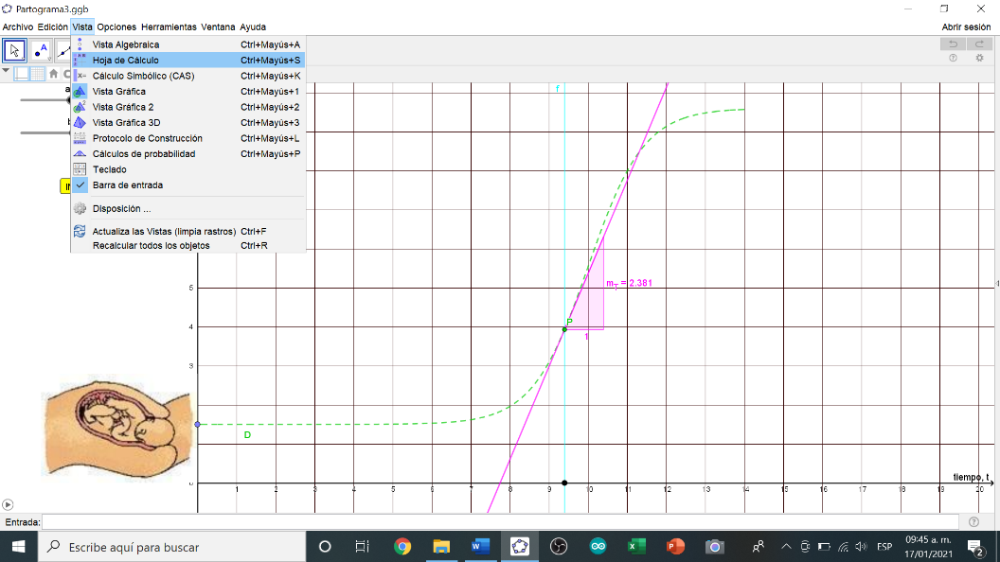 Partograma3.ggb
Archivo Edición Vista Opciones Herramientas Ventana Ayuda
Abrir sesión
Vista Algebraica Ctrl+Mayús+A
Hoja de Cálculo Ctrl+Mayús+S
Cálculo Simbólico (CAS) Ctrl+Mayús+K
Vista Gráfica Ctrl+Mayús+1
Vista Gráfica 2 Ctrl+Mayús+2
Vista Gráfica 3D Ctrl+Mayús+3
Protocolo de Construcción Ctrl+Mayús+L
Cálculos de probabilidad Ctrl+Mayús+P
Teclado
Barra de entrada
Disposición ...
Actualiza las Vistas (limpia rastros) Ctrl+F
Recalcular todos los objetos Ctrl+R
f
5
m_T = 2.381
4
P
1
3
D
tiempo, t
0 1 2 3 4 5 6 7 8 9 10 11 12 13 14 15 16 17 18 19 20
Entrada:
Escribe aquí para buscar
ESP
09:45 a. m.
17/01/2021
2